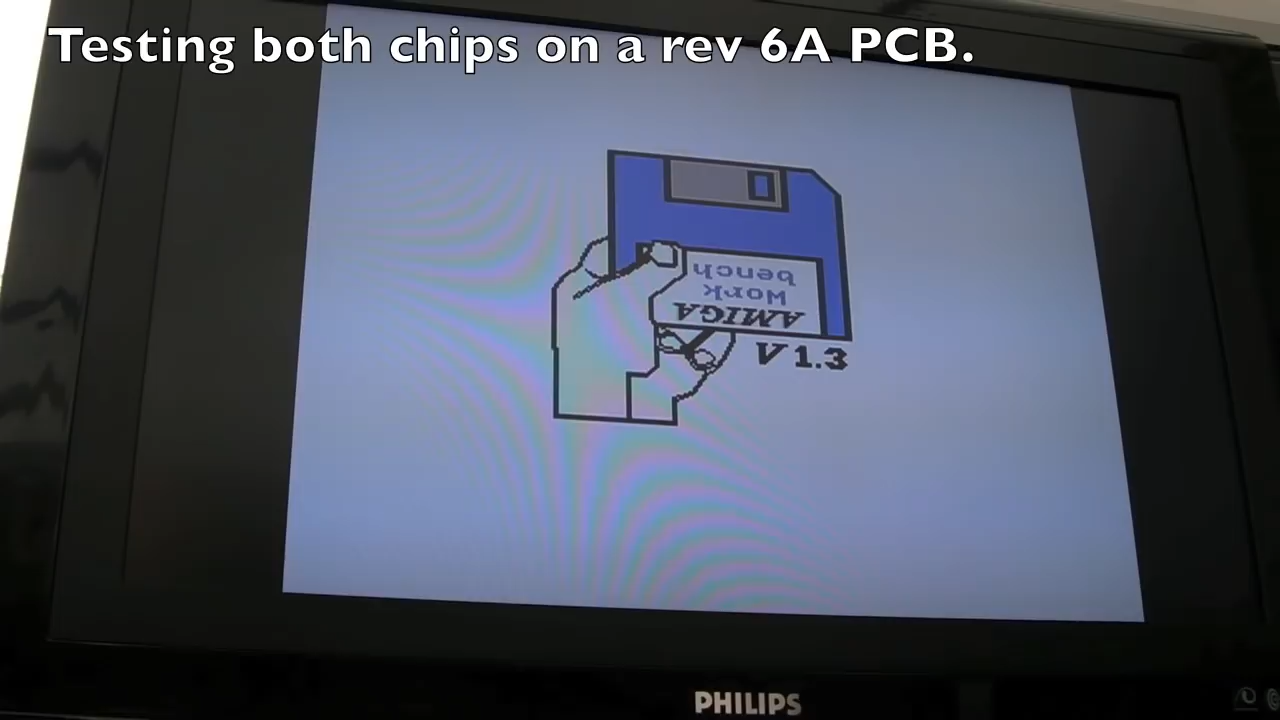 Testing both chips on a rev 6A PCB.
bench
Work
AMIGA
V1.3
PHILIPS